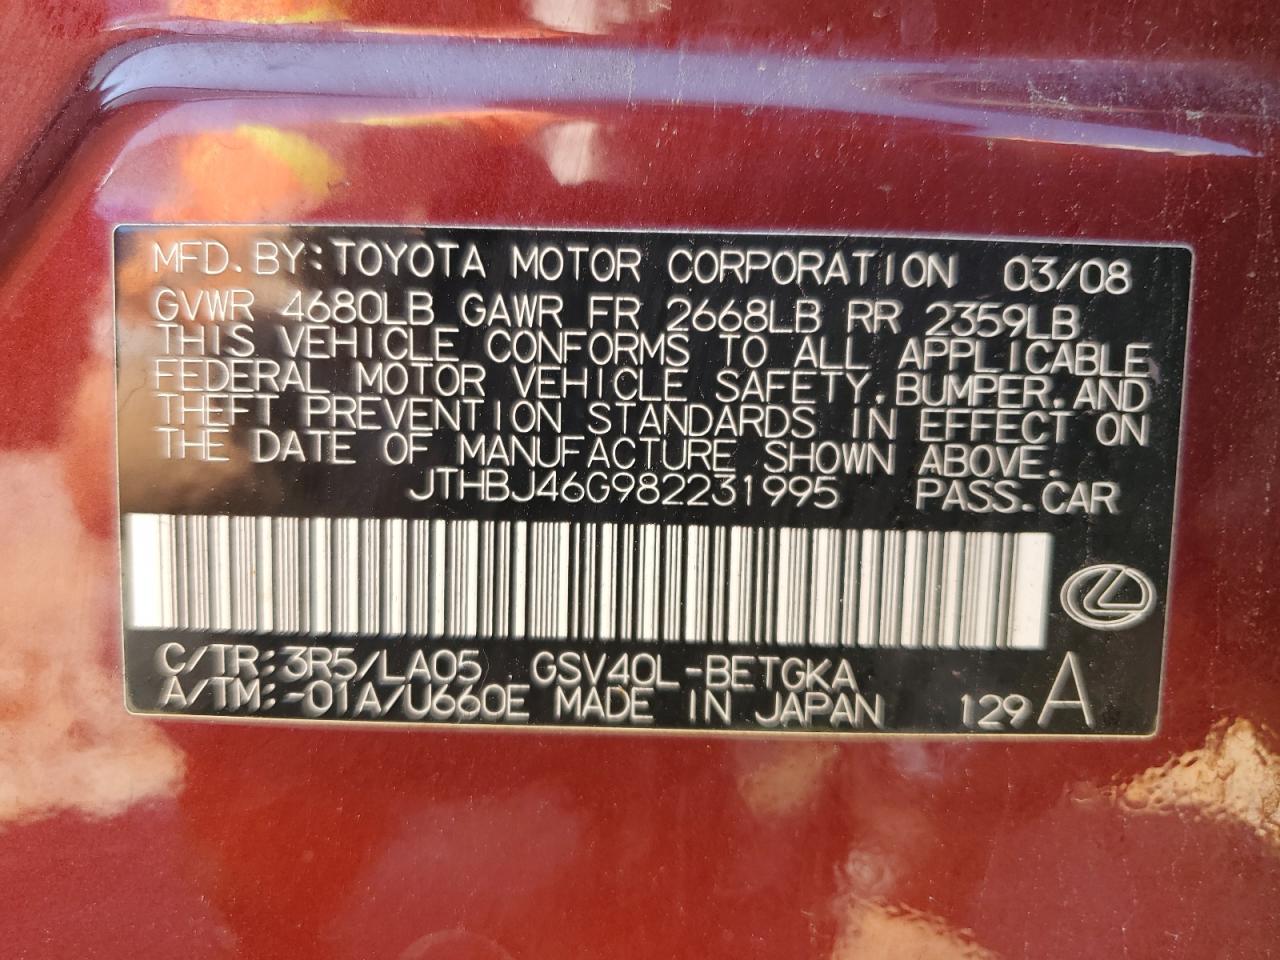 MFD. BY: TOYOTA MOTOR CORPORATION 03/08
GVWR 4680LB GAWR FR 2668LB RR 2359LB
THIS VEHICLE CONFORMS TO ALL APPLICABLE
FEDERAL MOTOR VEHICLE SAFETY, BUMPER, AND
THEFT PREVENTION STANDARDS IN EFFECT ON
THE DATE OF MANUFACTURE SHOWN ABOVE.
JTHBJ46G982231995 PASS. CAR
C/TR: 3R5/LA05 GSV40L-BETGKA
A/TM: -01A/U660E MADE IN JAPAN 129 A